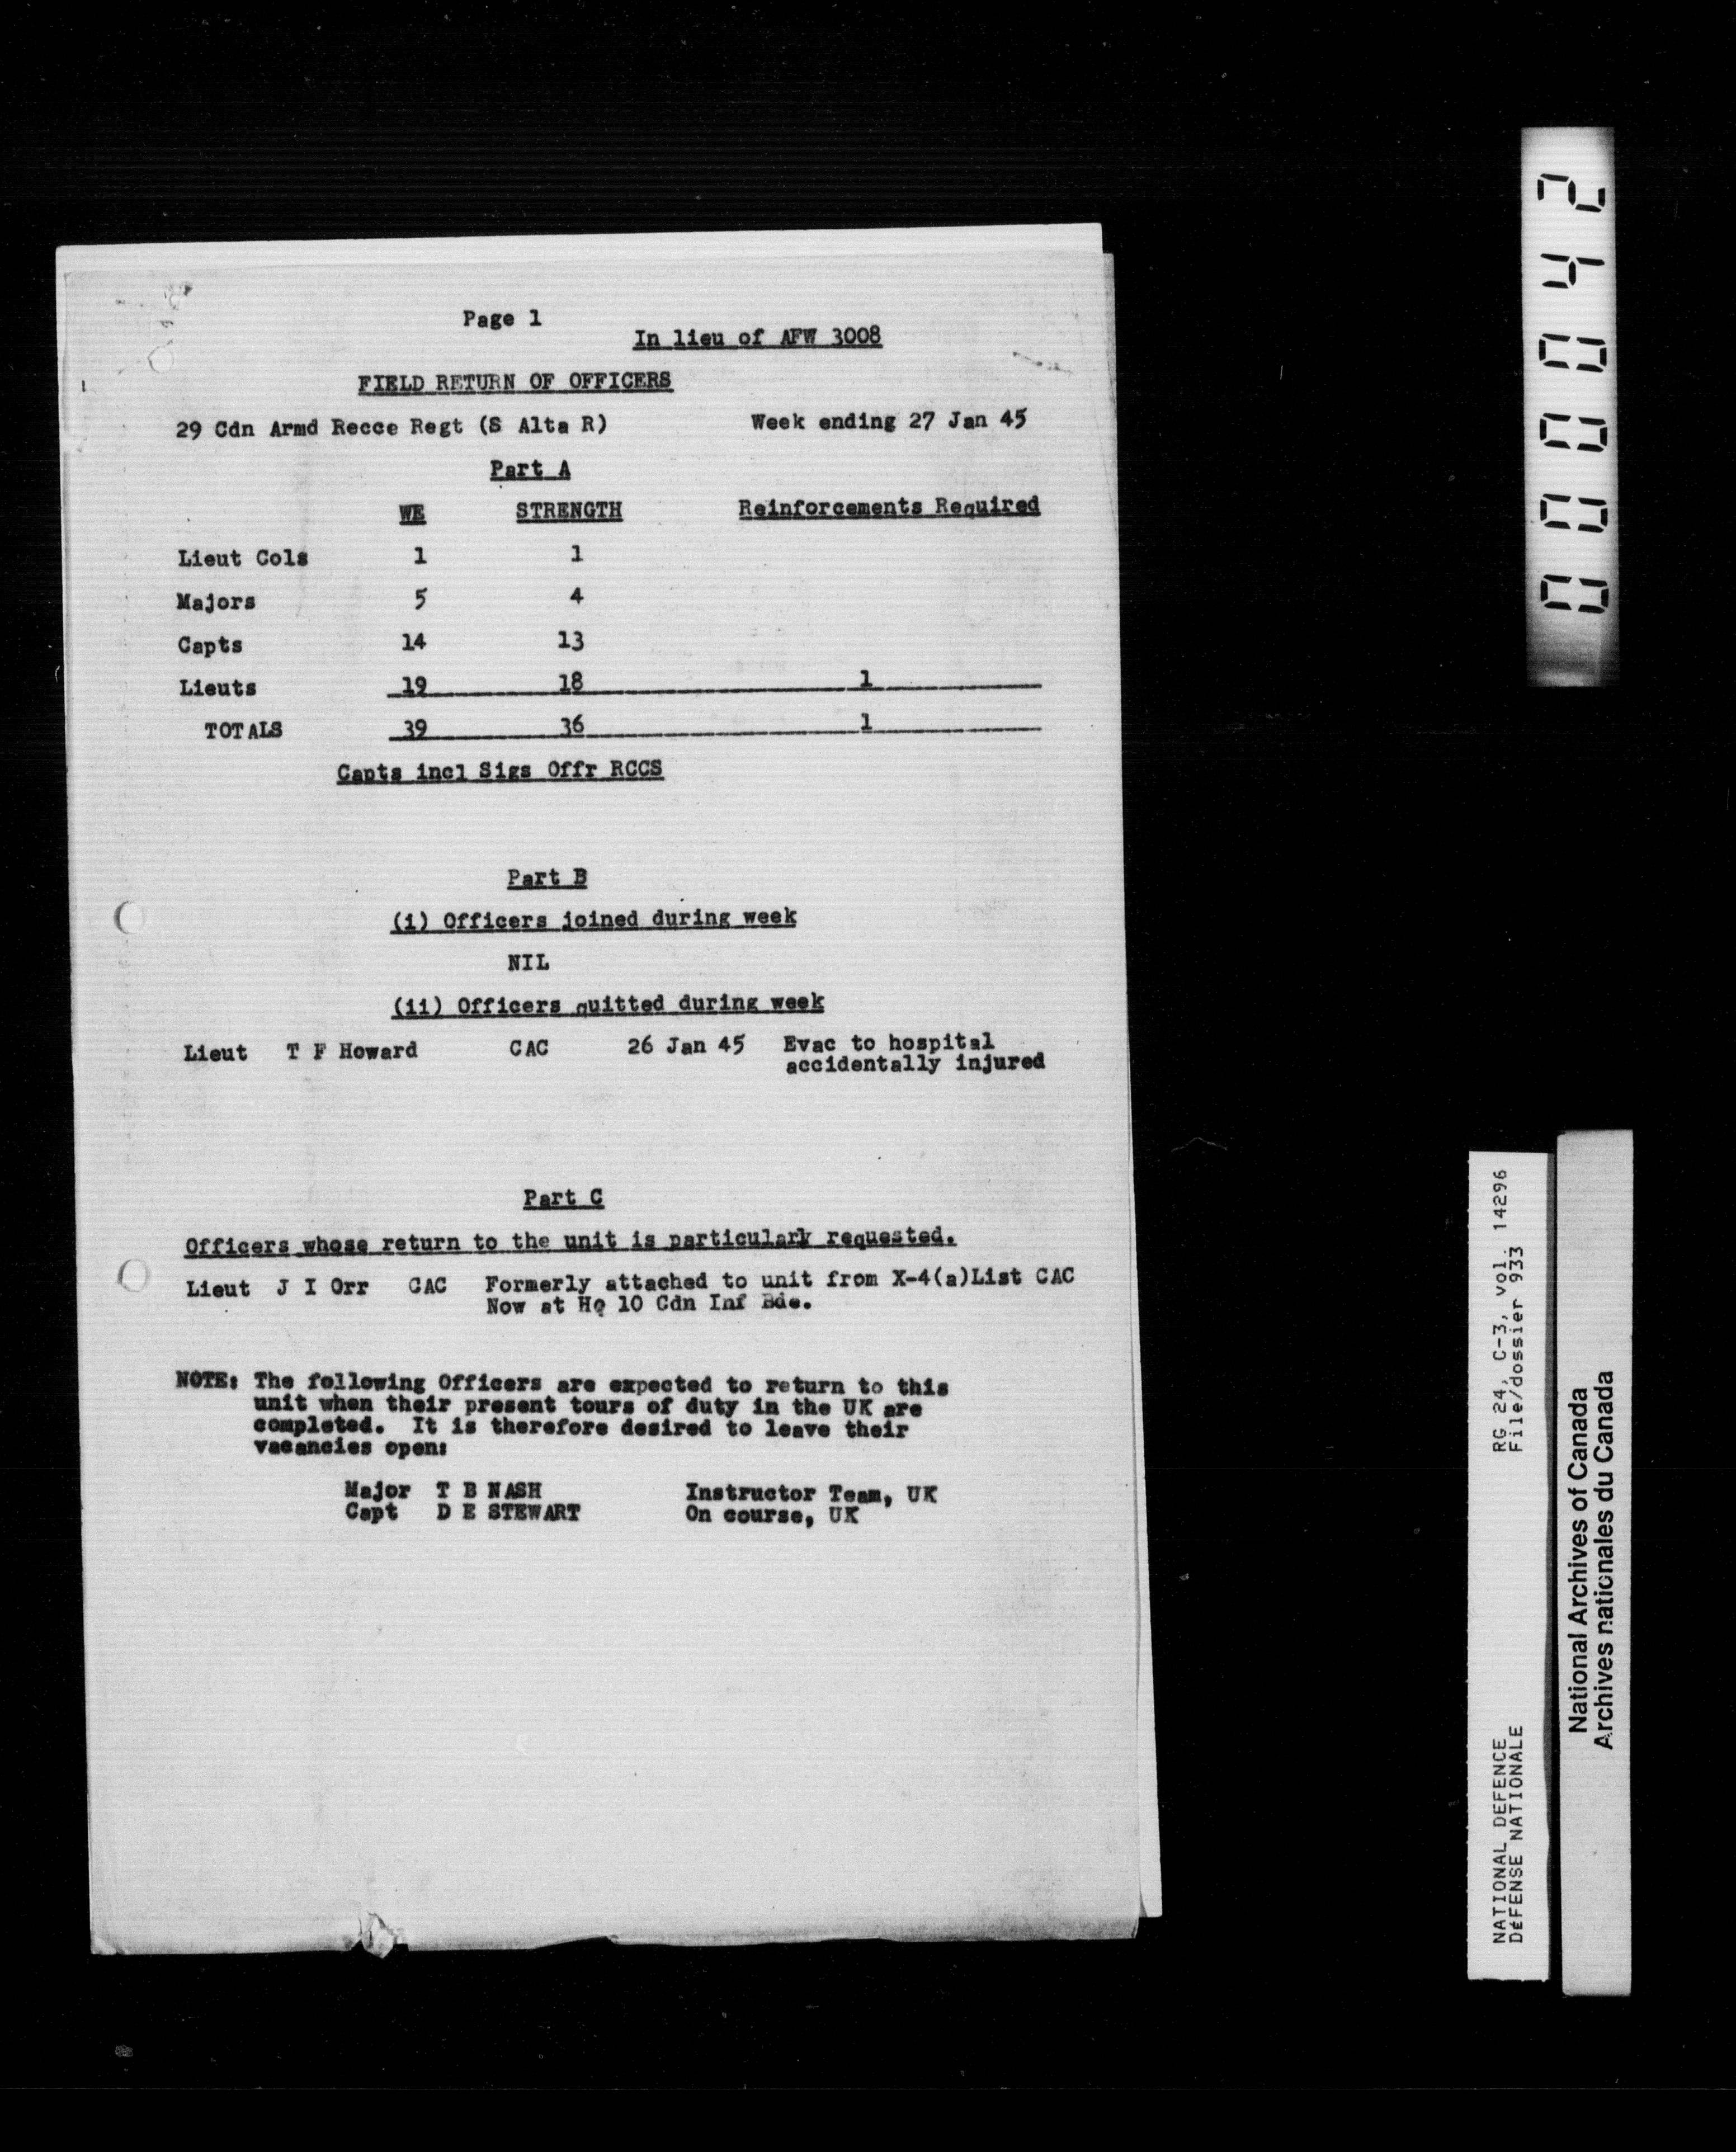 Page 1
In lieu of AFW 3008
FIELD RETURN OF OFFICERS
29 Cdn Armd Recce Regt (S Alta R) Week ending 27 Jan 45
Part A
WE STRENGTH Reinforcements Required
Lieut Cols 1 1
Majors 5 4
Capts 14 13
Lieuts 19 18 1
TOTALS 39 36 1
Capts incl Sigs Offr RCCS
Part B
(i) Officers joined during week
NIL
(ii) Officers quitted during week
Lieut T F Howard CAC 26 Jan 45 Evac to hospital
accidentally injured
Part C
Officers whose return to the unit is particulary requested.
Lieut J I Orr CAC Formerly attached to unit from X-4(a)List CAC
Now at HQ 10 Cdn Inf Bde.
NOTE: The following Officers are expected to return to this
unit when their present tours of duty in the UK are
completed. It is therefore desired to leave their
vacancies open:
Major T B NASH Instructor Team, UK
Capt D E STEWART On course, UK
000042
NATIONAL DEFENCE RG 24, C-3, vol. 14296
DéFENSE NATIONALE File/dossier 933
National Archives of Canada
Archives nationales du Canada